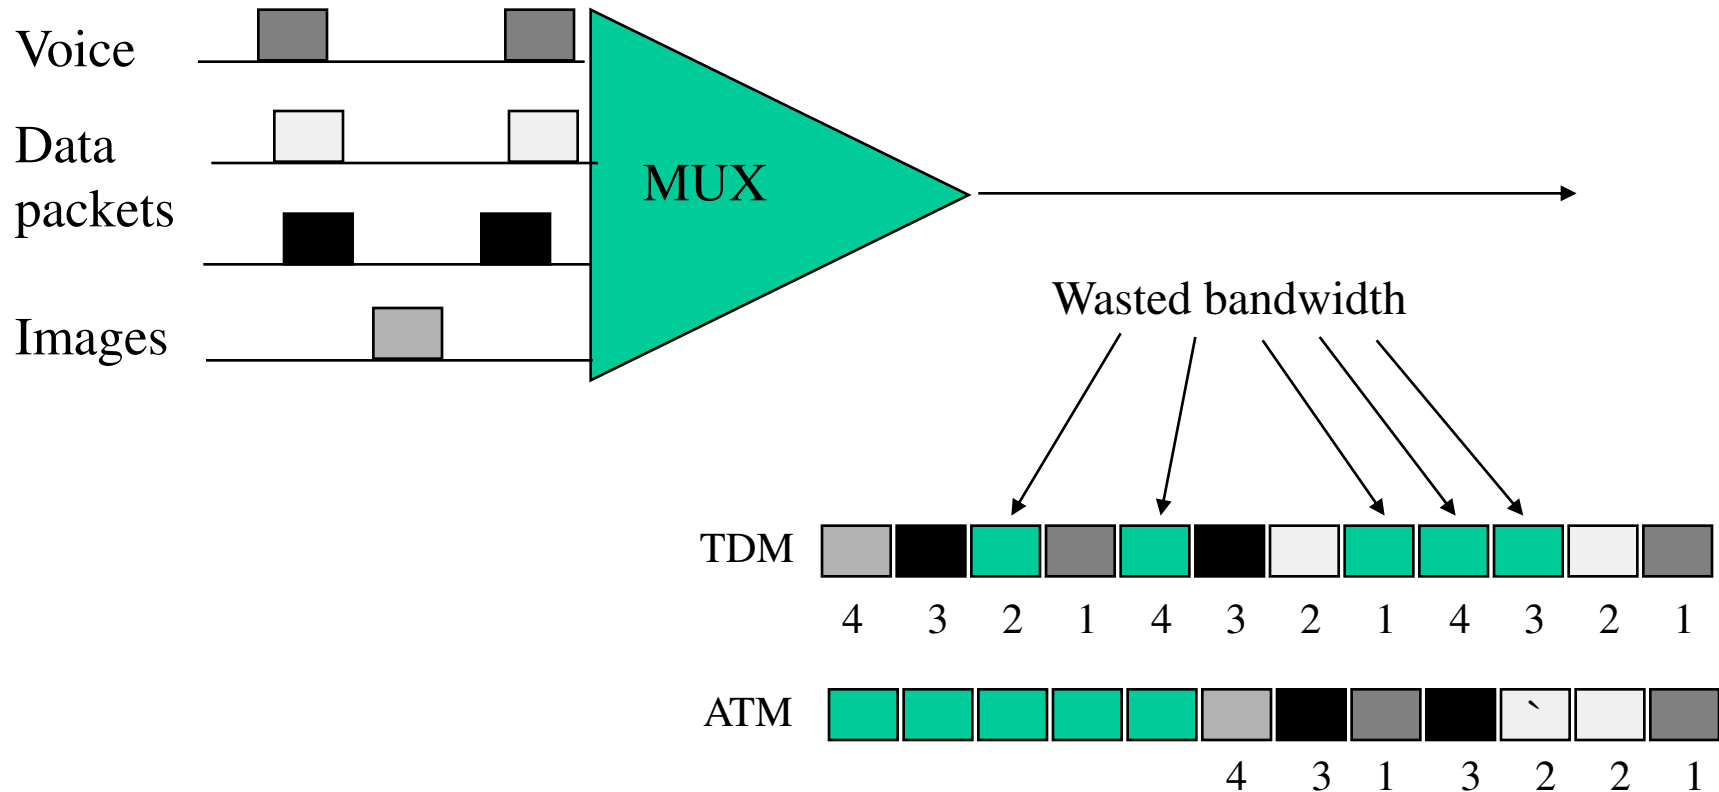 Voice
Data
packets
Images
MUX
Wasted bandwidth
TDM
4 3 2 1 4 3 2 1 4 3 2 1
ATM
`
4 3 1 3 2 2 1